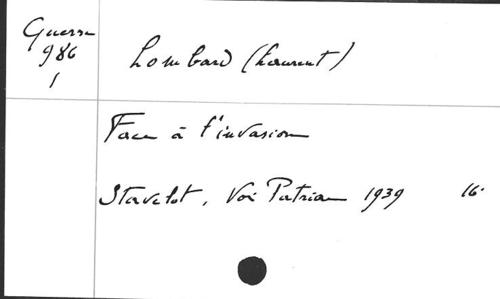 Guerre
986
1
Lombard (Laurent)
Face à l'invasion
Stavelot, Vox Patriae 1939 16°